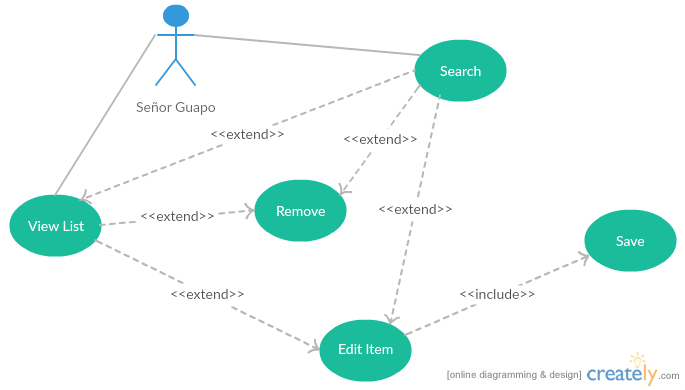 Search
Señor Guapo
<<extend>>
<<extend>>
<<extend>>
<<extend>>
Remove
View List
Save
<<extend>>
<<include>>
Edit Item
[online diagramming & design] creately.com